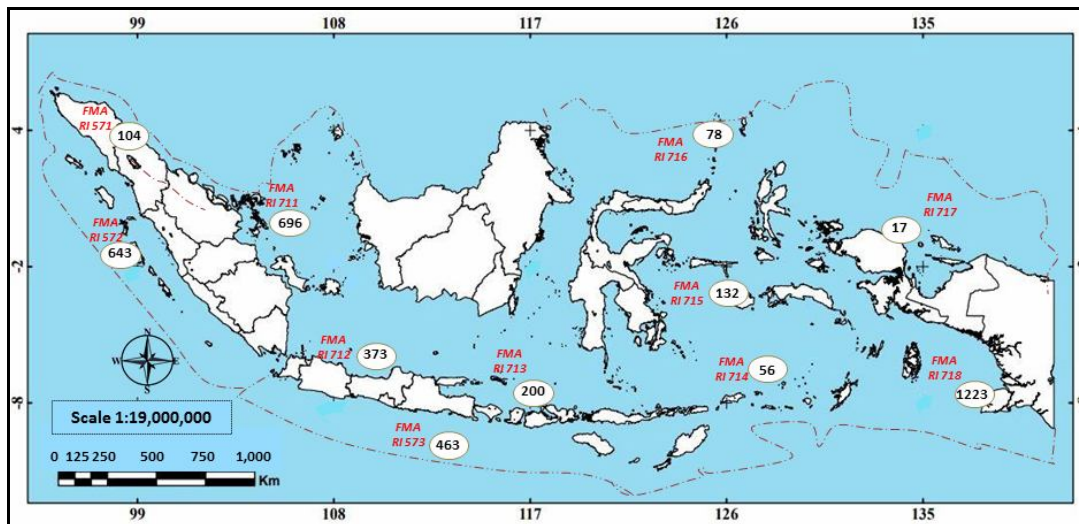 99 108 117 126 135
4
FMA
RI 571
104
FMA
RI 716
78
FMA
RI 711
696
FMA
RI 717
17
FMA
RI 572
643
-2
FMA
RI 715
132
FMA
RI 712
373
FMA
RI 713
200
FMA
RI 714
56
FMA
RI 718
1223
N
W E
S
-8
Scale 1:19,000,000
FMA
RI 573
463
0 125 250 500 750 1,000
Km
99 108 117 126 135